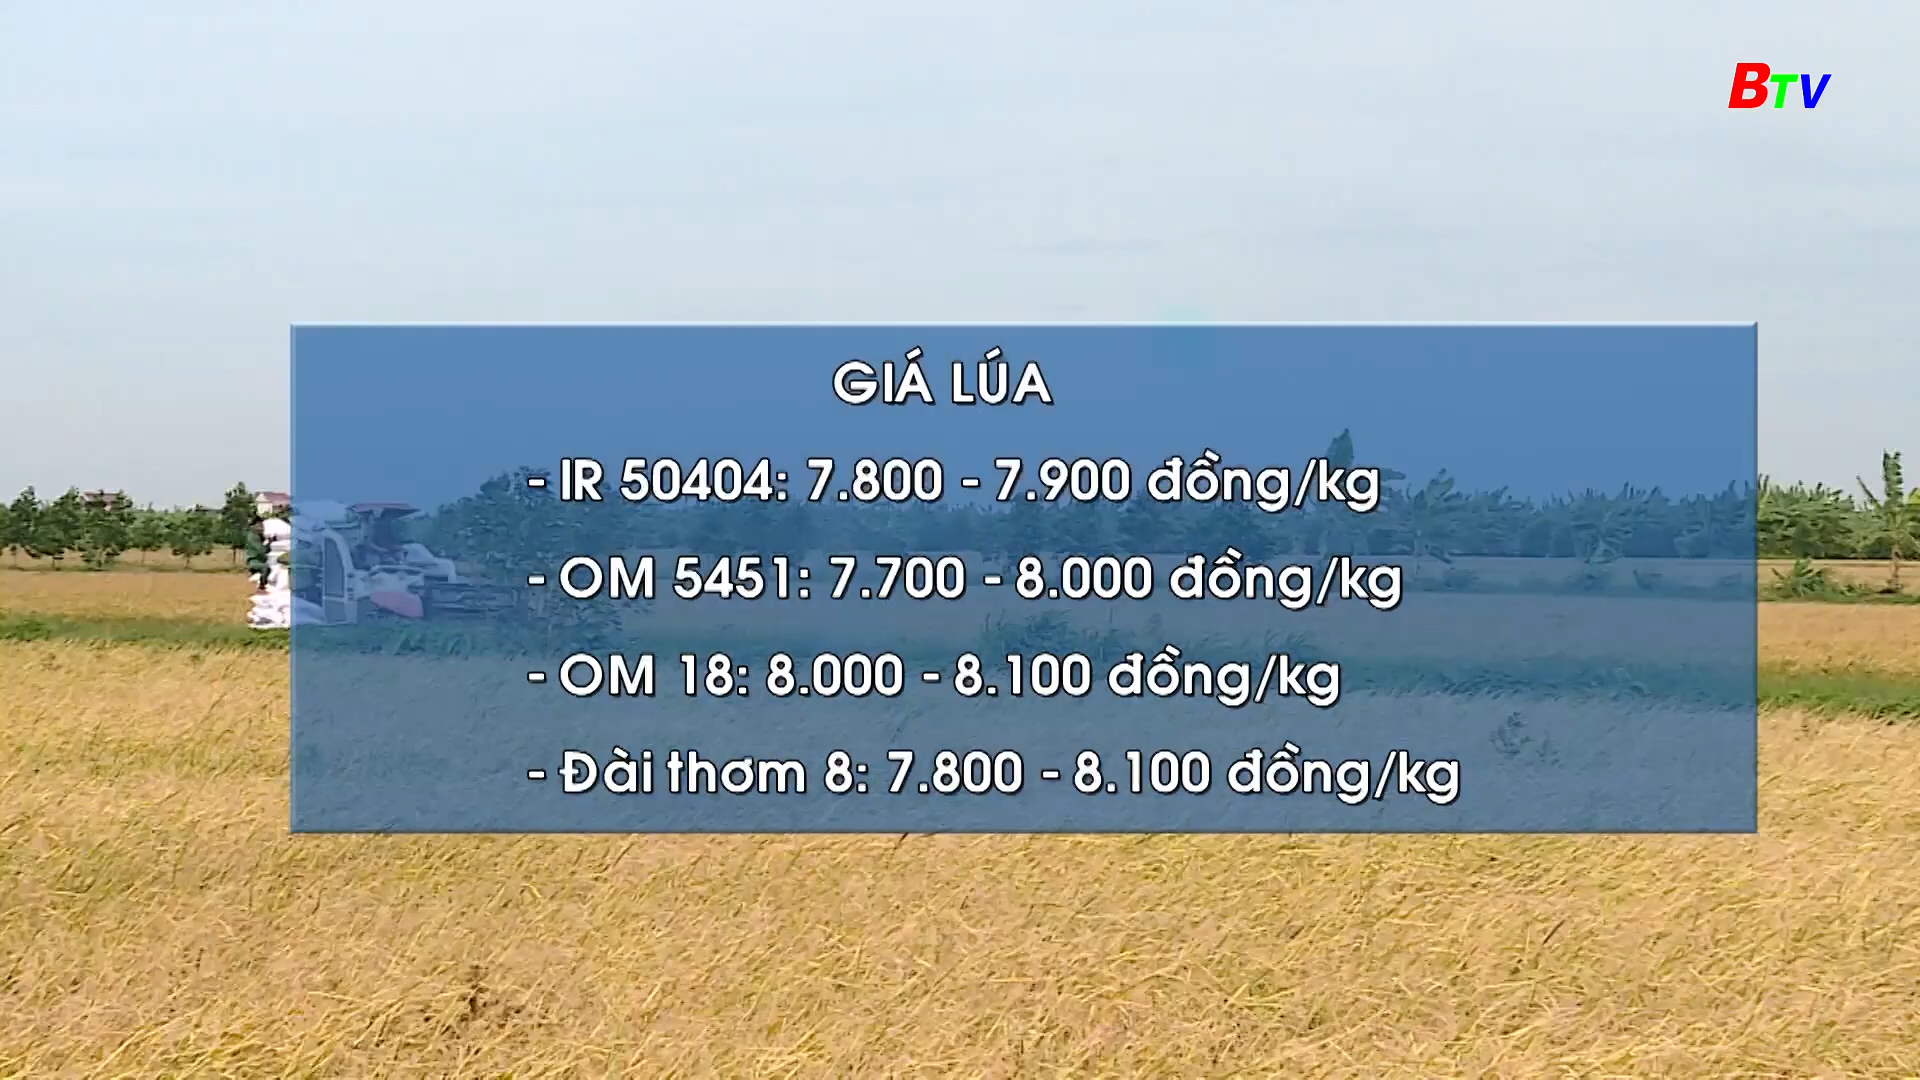 BTV
GIÁ LÚA
- IR 50404: 7.800 - 7.900 đồng/kg
- OM 5451: 7.700 - 8.000 đồng/kg
- OM 18: 8.000 - 8.100 đồng/kg
- Đài thơm 8: 7.800 - 8.100 đồng/kg